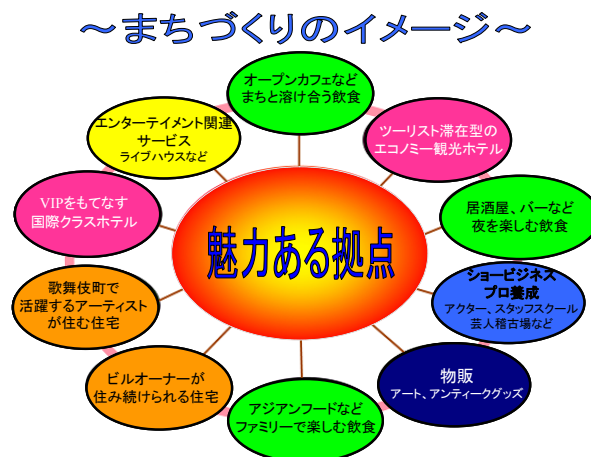 ～まちづくりのイメージ～
オープンカフェなど
まちと溶け合う飲食
エンターテイメント関連
サービス
ライブハウスなど
ツーリスト滞在型の
エコノミー観光ホテル
VIPをもてなす
国際クラスホテル
居酒屋、バーなど
夜を楽しむ飲食
魅力ある拠点
歌舞伎町で
活躍するアーティスト
が住む住宅
ショービジネス
プロ養成
アクター、スタッフスクール
芸人稽古場など
ビルオーナーが
住み続けられる住宅
物販
アート、アンティークグッズ
アジアンフードなど
ファミリーで楽しむ飲食